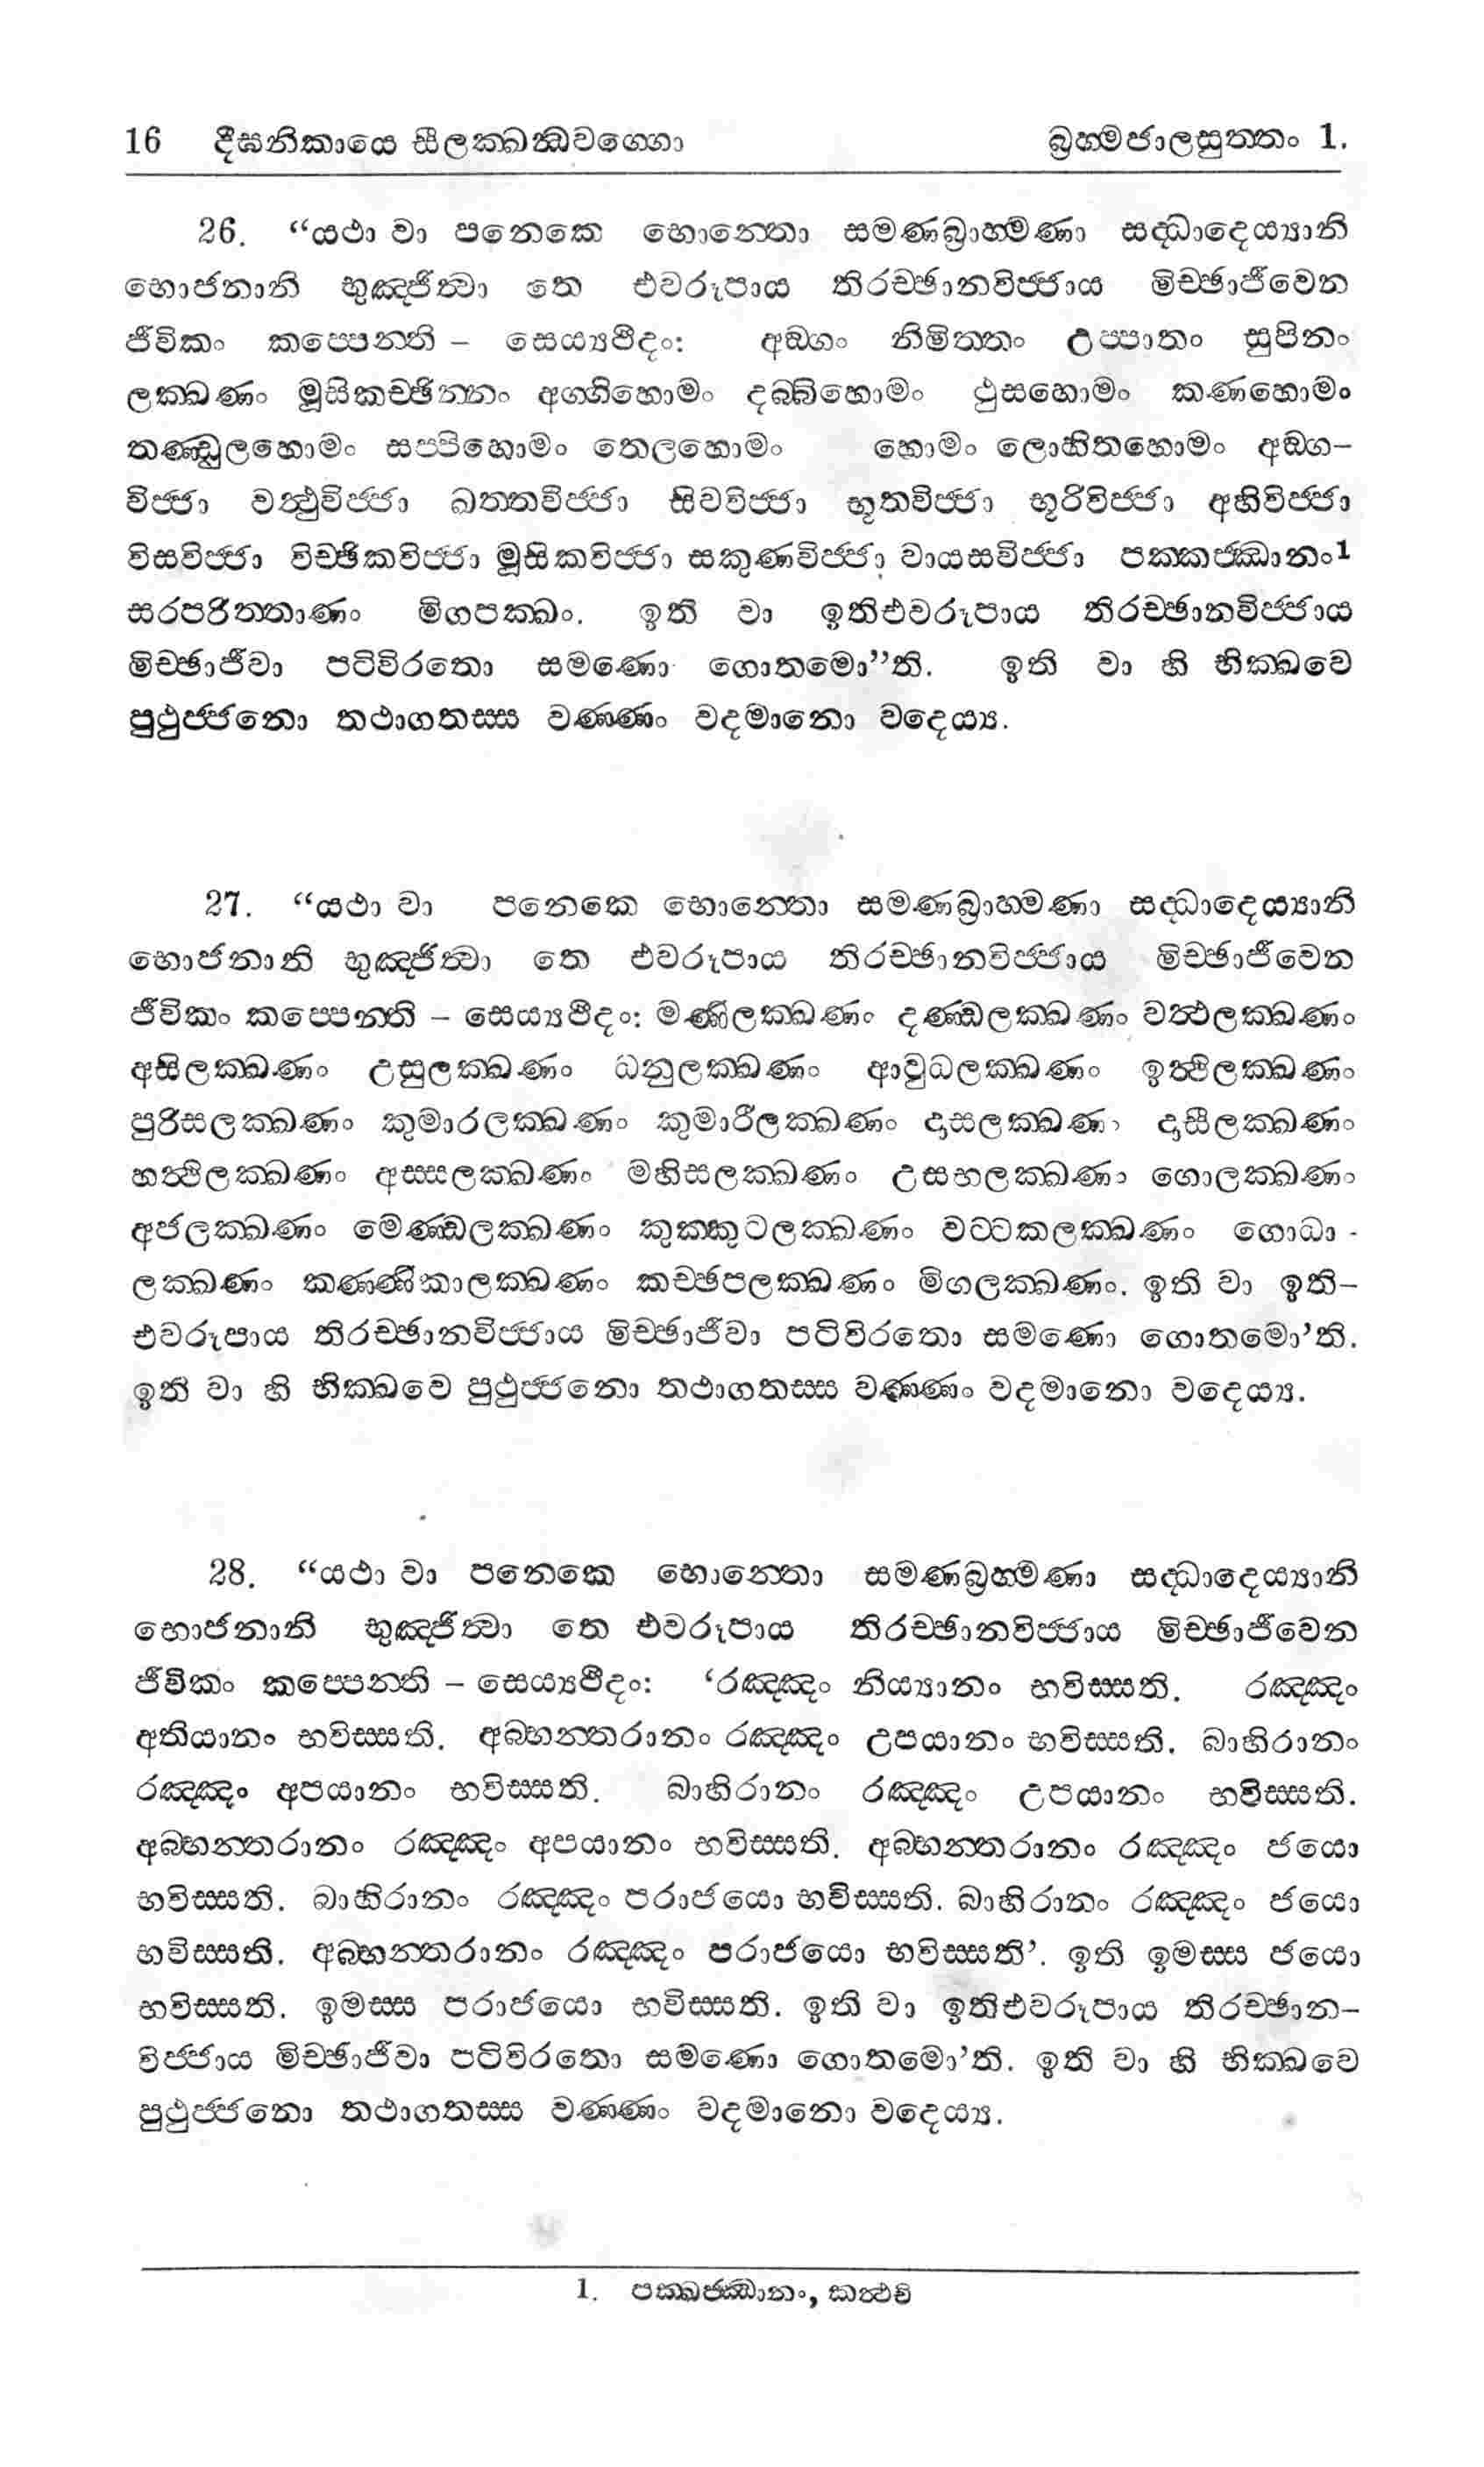 16 දීඝනිකායෙ සීලක්ඛන්ධවග්ගො බ්‍රහ්මජාලසුත්තං 1.
26. “යථා වා පනෙකෙ භොන්තො සමණබ්‍රාහ්මණා සද්ධාදෙය්‍යානි
භොජනානි භුඤ්ජිත්වා තෙ එවරූපාය තිරච්ඡානවිජ්ජාය මිච්ඡාජීවෙන
ජීවිකං කප්පෙන්ති – සෙය්‍යථීදං: අඞ්ගං නිමිත්තං උප්පාතං සුපිනං
ලක්ඛණං මූසිකච්ඡින්නං අග්ගිහොමං දබ්බිහොමං ථුසහොමං කණහොමං
තණ්ඩුලහොමං සප්පිහොමං තෙලහොමං හොමං ලොහිතහොමං අඞ්ග–
විජ්ජා වත්ථුවිජ්ජා ඛත්තවිජ්ජා සිවවිජ්ජා භූතවිජ්ජා භූරිවිජ්ජා අහිවිජ්ජා
විසවිජ්ජා විච්ඡිකවිජ්ජා මූසිකවිජ්ජා සකුණවිජ්ජා වායසවිජ්ජා පක්කජ්ඣානං1
සරපරිත්තාණං මිගපක්ඛං. ඉති වා ඉතිඑවරූපාය තිරච්ඡානවිජ්ජාය
මිච්ඡාජීවා පටිවිරතො සමණො ගොතමො”ති. ඉති වා හි භික්ඛවෙ
පුථුජ්ජනො තථාගතස්ස වණ්ණං වදමානො වදෙය්‍ය.
27. “යථා වා පනෙකෙ භොන්තො සමණබ්‍රාහමණා සද්ධාදෙය්‍යානි
භොජනානි භුඤ්ජිත්වා තෙ එවරූපාය තිරච්ඡානවිජ්ජාය මිච්ඡාජීවෙන
ජීවිකං කප්පෙන්ති – සෙය්‍යථීදං: මණිලක්ඛණං දණ්ඩලක්ඛණං වත්ථලක්ඛණං
අසිලක්ඛණං උසුලක්ඛණං ධනුලක්ඛණං ආවුධලක්ඛණං ඉත්ථිලක්ඛණං
පුරිසලක්ඛණං කුමාරලක්ඛණං කුමාරීලක්ඛණං දාසලක්ඛණං දාසීලක්ඛණං
හත්ථිලක්ඛණං අස්සලක්ඛණං මහිසලක්ඛණං උසභලක්ඛණං ගොලක්ඛණං
අජලක්ඛණං මෙණ්ඩලක්ඛණං කුක්කුටලක්ඛණං වට්ටකලක්ඛණං ගොධා -
ලක්ඛණං කණ්ණිකාලක්ඛණං කච්ඡපලක්ඛණං මිගලක්ඛණං. ඉති වා ඉති–
එවරූපාය තිරච්ඡානවිජ්ජාය මිච්ඡාජීවා පටිවිරතො සමණො ගොතමො’ති.
ඉති වා හි භික්ඛවෙ පුථුජ්ජනො තථාගතස්ස වණ්ණං වදමානො වදෙය්‍ය.
28. “යථා වා පනෙකෙ භොන්තො සමණබ්‍රහ්මණා සද්ධාදෙය්‍යානි
භොජනානි භුඤ්ජිත්වා තෙ එවරූපාය තිරච්ඡානවිජ්ජාය මිච්ඡාජීවෙන
ජීවිකං කප්පෙන්ති – සෙය්‍යථීදං: ‘රඤ්ඤං නිය්‍යානං භවිස්සති. රඤ්ඤං
අතියානං භවිස්සති. අබ්භන්තරානං රඤ්ඤං උපයානං භවිස්සති. බාහිරානං
රඤ්ඤං අපයානං භවිස්සති. බාහිරානං රඤ්ඤං උපයානං භවිස්සති.
අබ්භන්තරානං රඤ්ඤං අපයානං භවිස්සති. අබ්භන්තරානං රඤ්ඤං ජයො
භවිස්සති. බාහිරානං රඤ්ඤං පරාජයො භවිස්සති. බාහිරානං රඤ්ඤං ජයො
භවිස්සති. අබ්භන්තරානං රඤ්ඤං පරාජයො භවිස්සති’. ඉති ඉමස්ස ජයො
භවිස්සති. ඉමස්ස පරාජයො භවිස්සති. ඉති වා ඉතිඑවරූපාය තිරච්ඡාන–
විජ්ජාය මිච්ඡාජීවා පටිවිරතො සමණො ගොතමො’ති. ඉති වා හි භික්ඛවෙ
පුථුජ්ජනො තථාගතස්ස වණ්ණං වදමානො වදෙය්‍ය.
1. පක්ඛජ්ඣානං, කත්ථචි